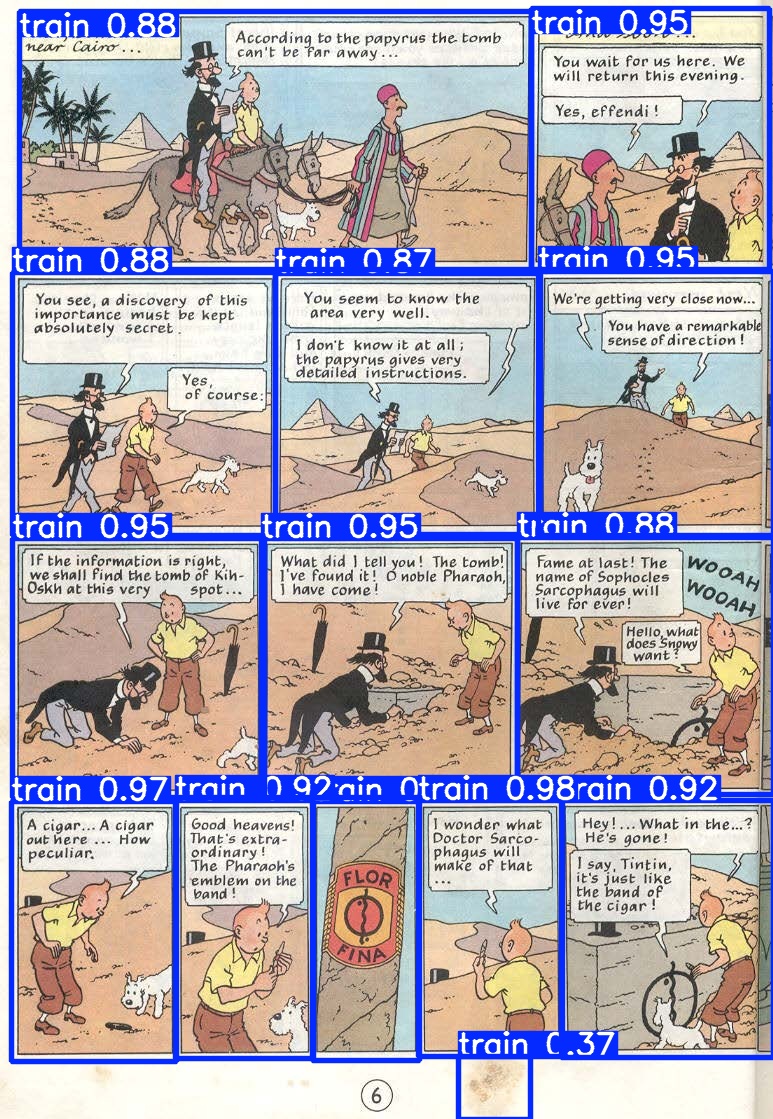 train 0.88
near Cairo...
According to the papyrus the tomb
can't be far away...
train 0.95
You wait for us here. We
will return this evening.
Yes, effendi!
train 0.88
You see, a discovery of this
importance must be kept
absolutely secret.
Yes,
of course.
train 0.87
You seem to know the
area very well.
I don't know it at all;
the papyrus gives very
detailed instructions.
train 0.95
We're getting very close now...
You have a remarkable
sense of direction!
train 0.95
If the information is right,
we shall find the tomb of Kih-
Oskh at this very spot...
train 0.95
What did I tell you! The tomb!
I've found it! O noble Pharaoh,
I have come!
train 0.88
Fame at last! The
name of Sophocles
Sarcophagus will
live for ever!
WOOAH
WOOAH
Hello, what
does Snowy
want?
train 0.97
A cigar... A cigar
out here... How
peculiar.
train 0.92
Good heavens!
That's extra-
ordinary!
The Pharaoh's
emblem on the
band!
FLOR
FINA
train 0.98
I wonder what
Doctor Sarco-
phagus will
make of that
...
0.92
Hey!... What in the...?
He's gone!
I say, Tintin,
it's just like
the band of
the cigar!
train 0.37
6